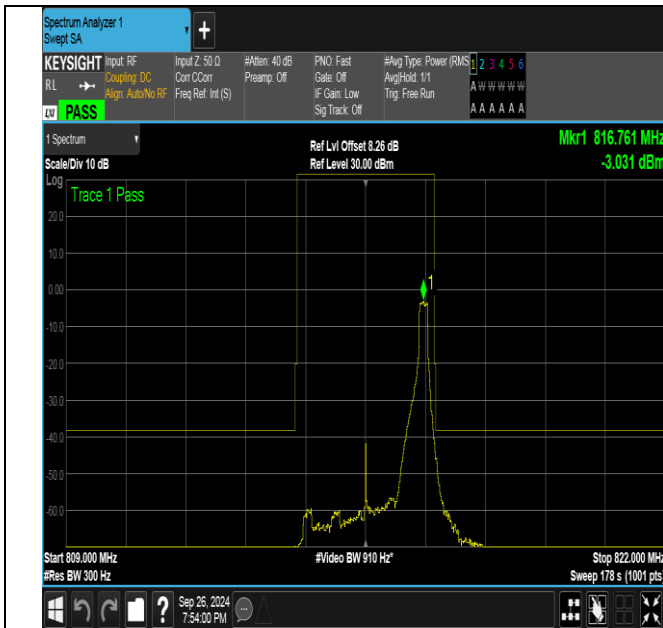 Spectrum Analyzer 1
Swept SA
+
KEYSIGHT
RL
LXI PASS
Input: RF
Coupling: DC
Align: Auto/No RF
Input Z: 50 Ω
Corr CCorr
Freq Ref: Int (S)
#Atten: 40 dB
Preamp: Off
PNO: Fast
Gate: Off
IF Gain: Low
Sig Track: Off
#Avg Type: Power (RMS
Avg|Hold: 1/1
Trig: Free Run
1 2 3 4 5 6
A W W W W W
A A A A A A
1 Spectrum
Scale/Div 10 dB
Ref Lvl Offset 8.26 dB
Ref Level 30.00 dBm
Mkr1 816.761 MHz
-3.031 dBm
Log
Trace 1 Pass
20.0
10.0
0.00
1
-10.0
-20.0
-30.0
-40.0
-50.0
-60.0
Start 809.000 MHz
#Res BW 300 Hz
#Video BW 910 Hz*
Stop 822.000 MHz
Sweep 178 s (1001 pts)
?
Sep 26, 2024
7:54:00 PM